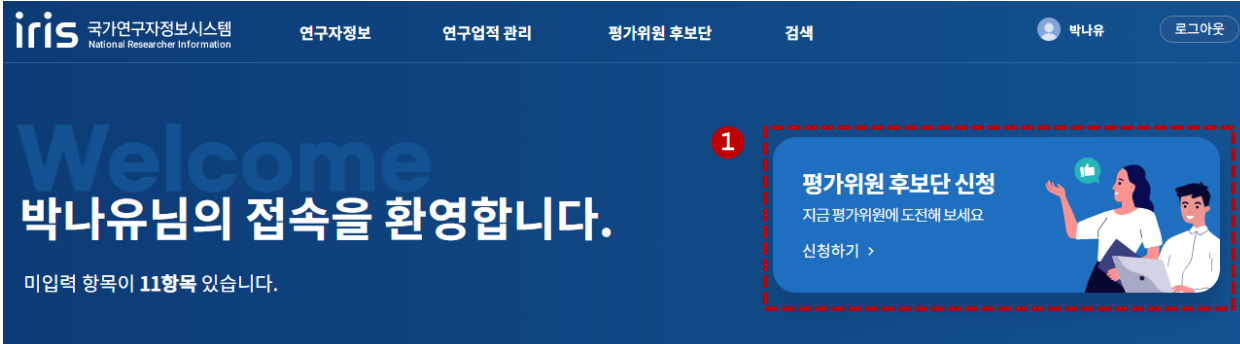 iris 국가연구자정보시스템
National Researcher Information
연구자정보 연구업적 관리 평가위원 후보단 검색 박나유 로그아웃
Welcome
박나유님의 접속을 환영합니다.
미입력 항목이 11항목 있습니다.
1
평가위원 후보단 신청
지금 평가위원에 도전해 보세요
신청하기 >